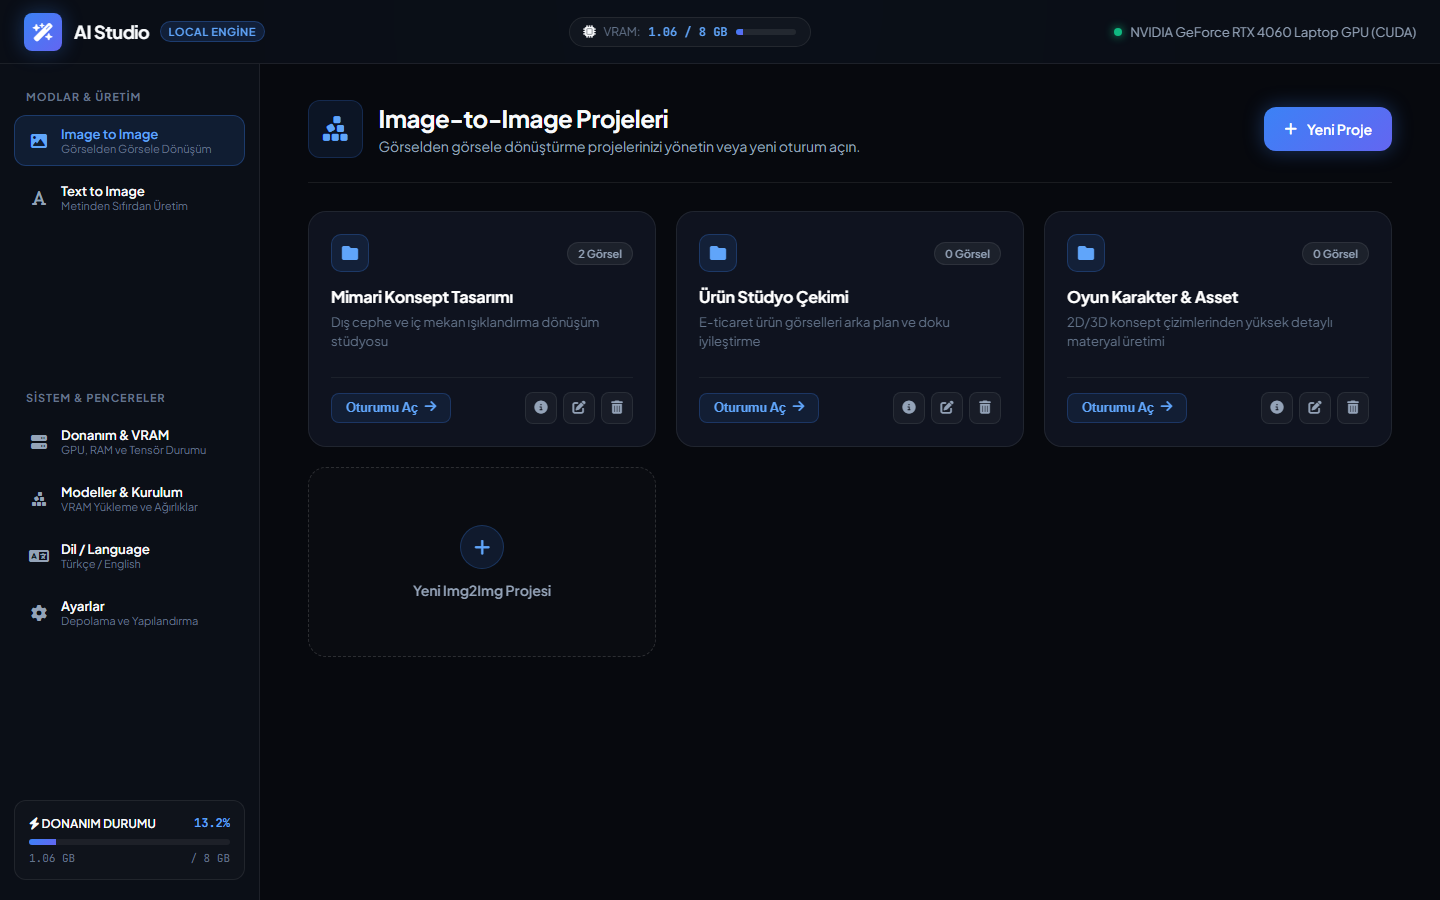 AI Studio
LOCAL ENGINE
VRAM: 1.06 / 8 GB
NVIDIA GeForce RTX 4060 Laptop GPU (CUDA)
MODLAR & ÜRETİM
Image to Image
Görselden Görsele Dönüşüm
Text to Image
Metinden Sıfırdan Üretim
SİSTEM & PENCERELER
Donanım & VRAM
GPU, RAM ve Tensör Durumu
Modeller & Kurulum
VRAM Yükleme ve Ağırlıklar
Dil / Language
Türkçe / English
Ayarlar
Depolama ve Yapılandırma
DONANIM DURUMU 13.2%
1.06 GB / 8 GB
Image-to-Image Projeleri
Görselden görsele dönüştürme projelerinizi yönetin veya yeni oturum açın.
Yeni Proje
2 Görsel
Mimari Konsept Tasarımı
Dış cephe ve iç mekan ışıklandırma dönüşüm
stüdyosu
Oturumu Aç
0 Görsel
Ürün Stüdyo Çekimi
E-ticaret ürün görselleri arka plan ve doku
iyileştirme
Oturumu Aç
0 Görsel
Oyun Karakter & Asset
2D/3D konsept çizimlerinden yüksek detaylı
materyal üretimi
Oturumu Aç
Yeni Img2Img Projesi